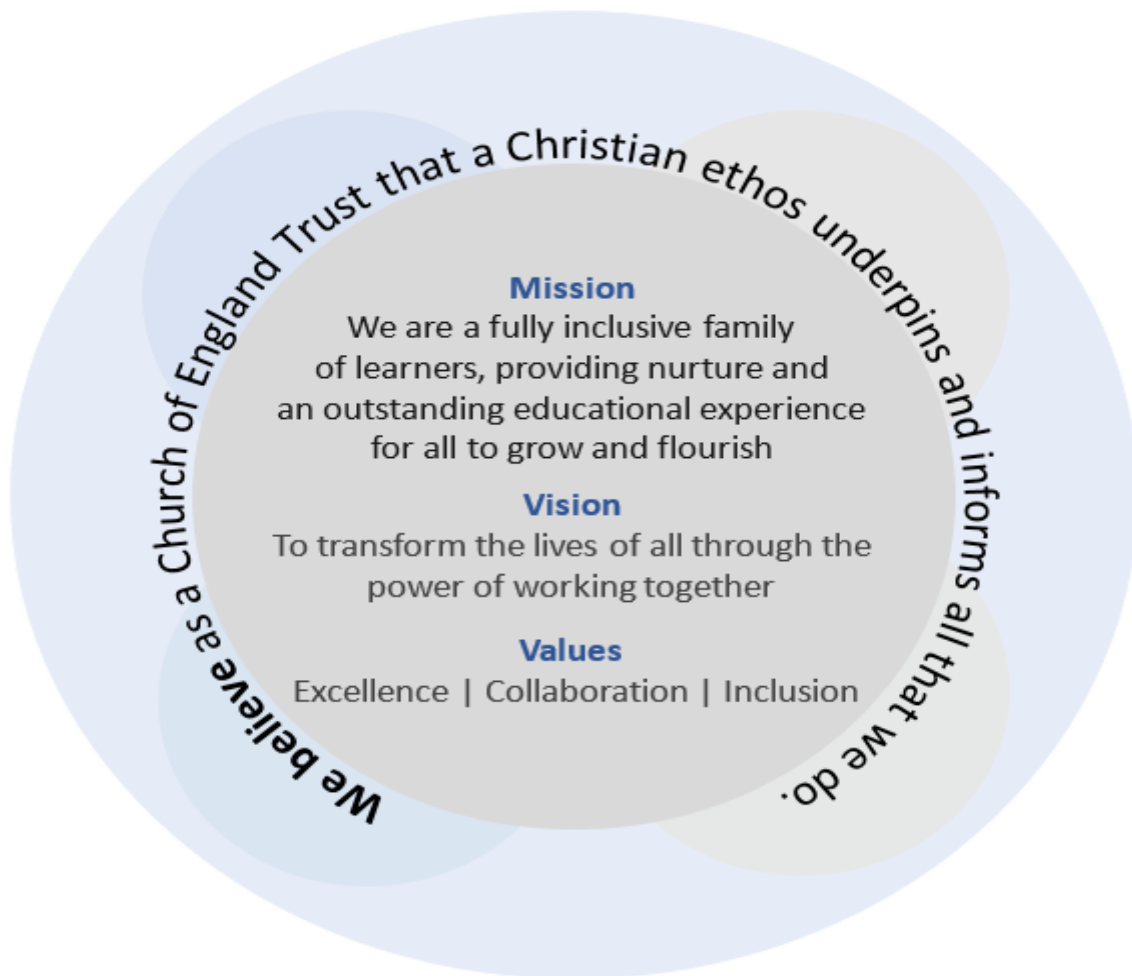 We believe as a Church of England Trust that a Christian ethos underpins and informs all that we do.
Mission
We are a fully inclusive family
of learners, providing nurture and
an outstanding educational experience
for all to grow and flourish
Vision
To transform the lives of all through the
power of working together
Values
Excellence | Collaboration | Inclusion